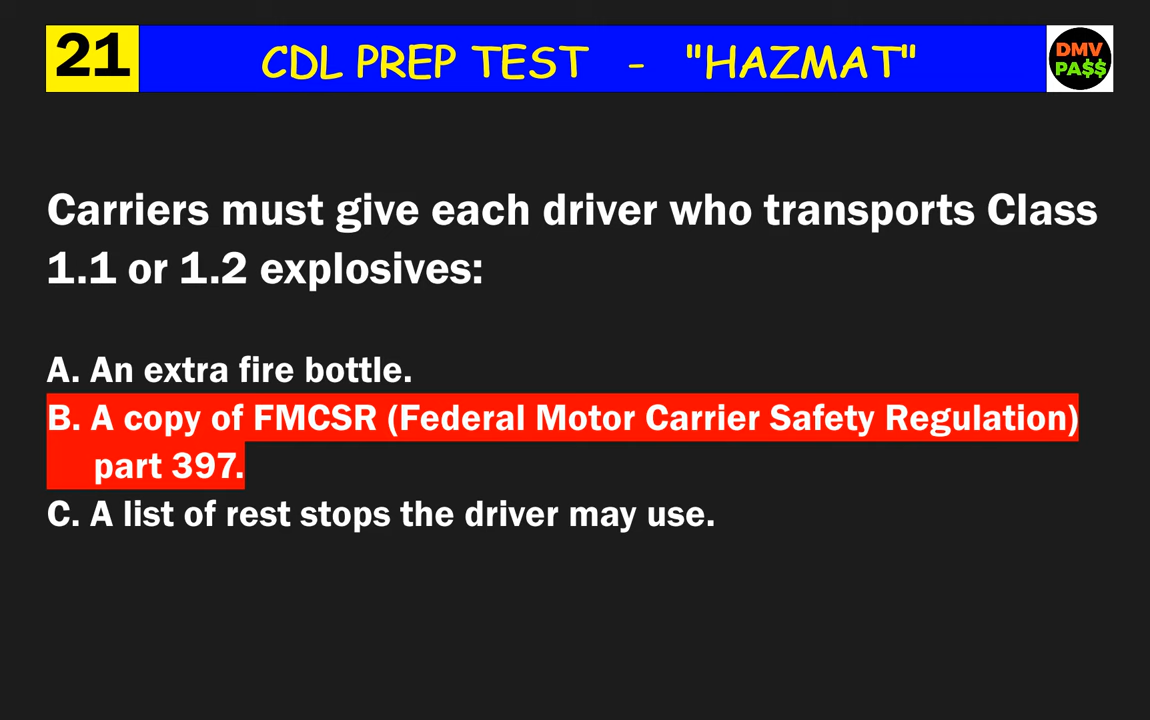 21
CDL PREP TEST - "HAZMAT"
DMV
PA$$
Carriers must give each driver who transports Class
1.1 or 1.2 explosives:
A. An extra fire bottle.
B. A copy of FMCSR (Federal Motor Carrier Safety Regulation)
part 397.
C. A list of rest stops the driver may use.